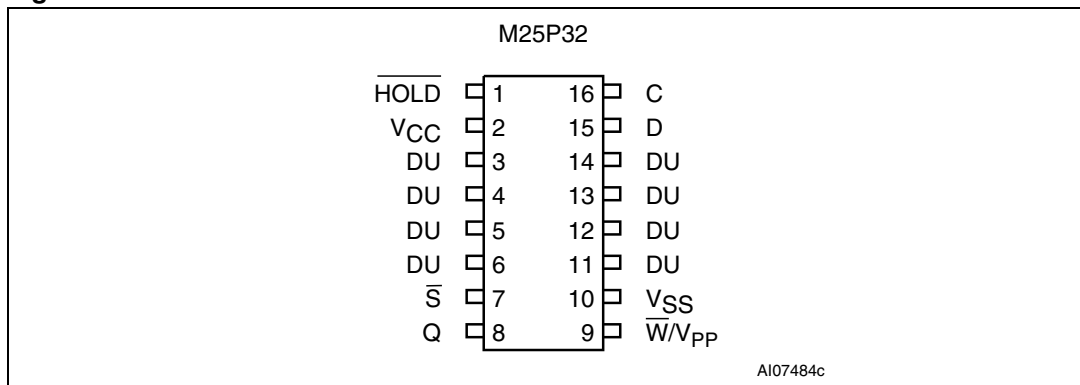 M25P32
HOLD 1 16 C
VCC 2 15 D
DU 3 14 DU
DU 4 13 DU
DU 5 12 DU
DU 6 11 DU
S 7 10 VSS
Q 8 9 W/VPP
AI07484c